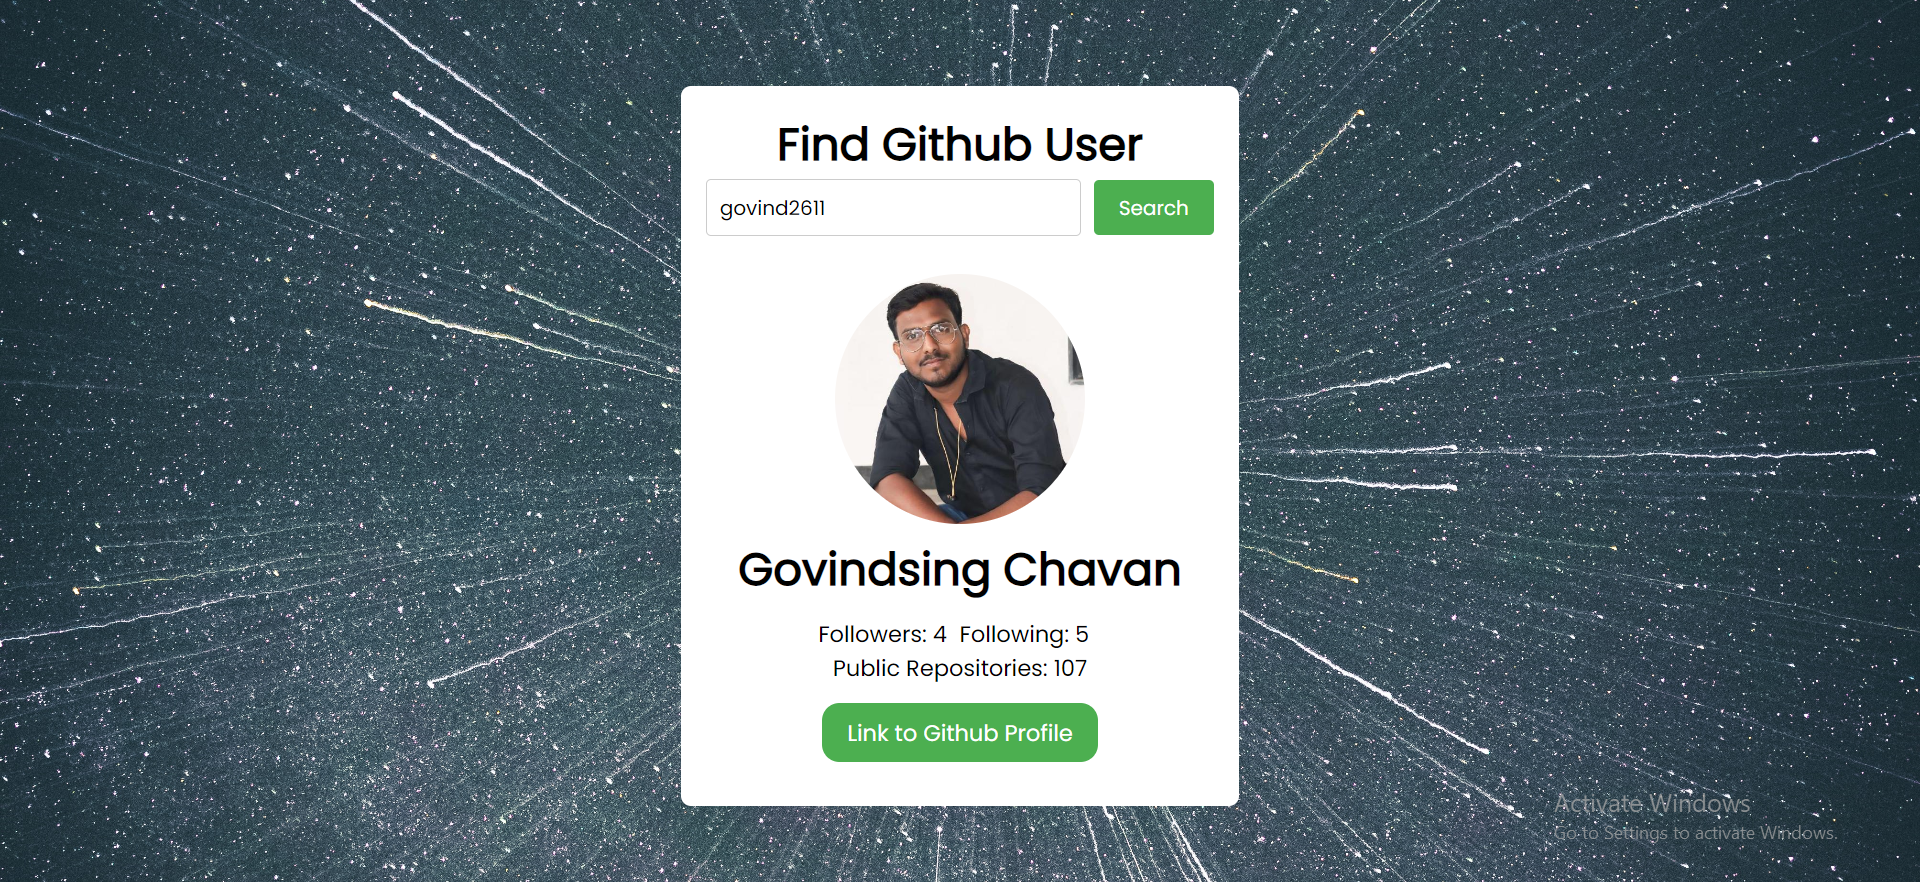 Find Github User
govind2611
Search
Govindsing Chavan
Followers: 4 Following: 5
Public Repositories: 107
Link to Github Profile
Activate Windows
Go to Settings to activate Windows.